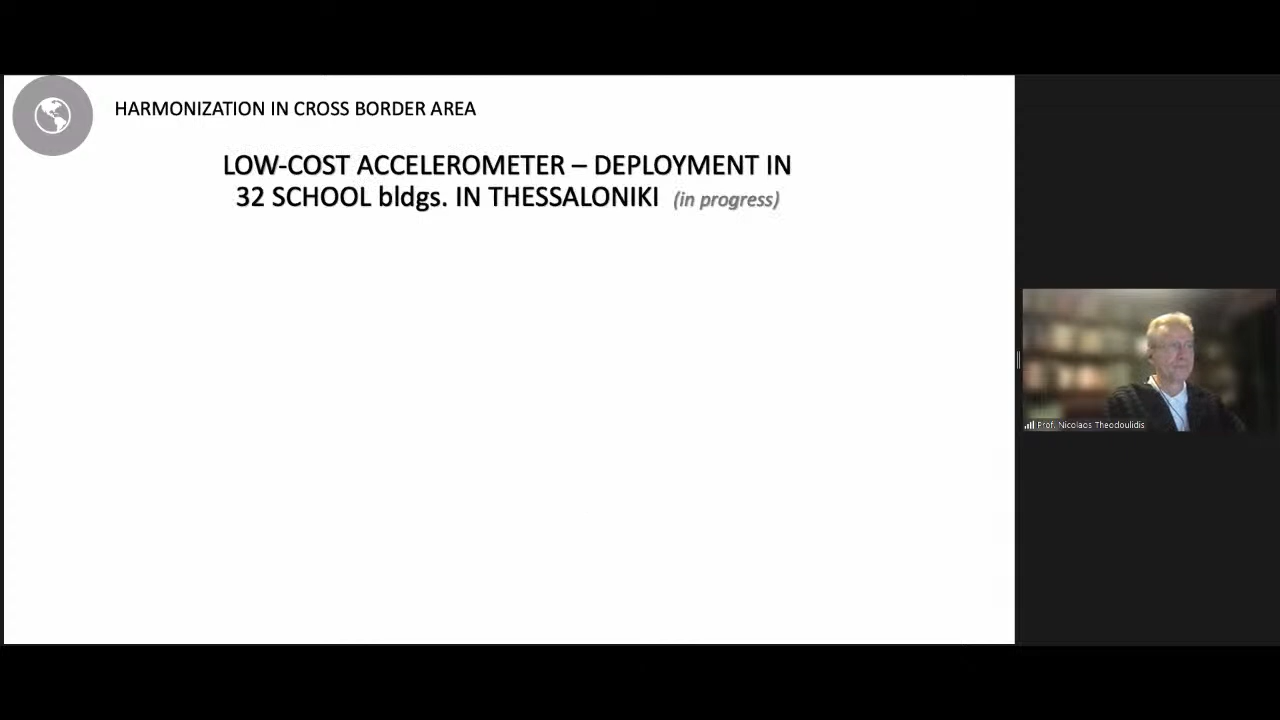 HARMONIZATION IN CROSS BORDER AREA
LOW-COST ACCELEROMETER – DEPLOYMENT IN
32 SCHOOL bldgs. IN THESSALONIKI (in progress)
Prof. Nicolaos Theodoulidis